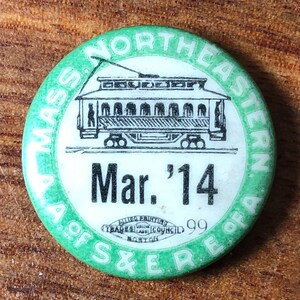 MASS. NORTHEASTERN
A.A. of S. & E. R. E. of A.
Mar. '14
ALLIED PRINTING
TRADES COUNCIL 99
BOSTON